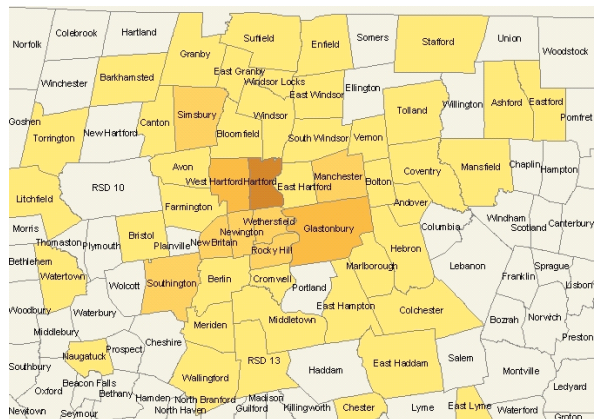 Norfolk
Colebrook
Hartland
Suffield
Enfield
Somers
Stafford
Union
Woodstock
Granby
East Granby
Windsor Locks
Winchester
Barkhamsted
East Windsor
Ellington
Willington
Ashford
Eastford
Pomfret
Goshen
Torrington
New Hartford
Canton
Simsbury
Bloomfield
Windsor
South Windsor
Vernon
Tolland
Avon
West Hartford
Hartford
East Hartford
Manchester
Bolton
Coventry
Mansfield
Chaplin
Hampton
RSD 10
Litchfield
Farmington
Wethersfield
Glastonbury
Andover
Columbia
Windham
Scotland
Canterbury
Morris
Thomaston
Plymouth
Bristol
Plainville
New Britain
Newington
Rocky Hill
Hebron
Lebanon
Bethlehem
Watertown
Wolcott
Southington
Berlin
Cromwell
Portland
Marlborough
Franklin
Sprague
Lisbon
Woodbury
Waterbury
East Hampton
Colchester
Bozrah
Norwich
Preston
Middlebury
Meriden
Middletown
Naugatuck
Prospect
Cheshire
Southbury
RSD 13
Haddam
East Haddam
Salem
Montville
Ledyard
Oxford
Beacon Falls
Bethany
Wallingford
Newtown
Seymour
Hamden
North Haven
North Branford
Madison
Guilford
Killingworth
Chester
Lyme
East Lyme
Waterford
Groton